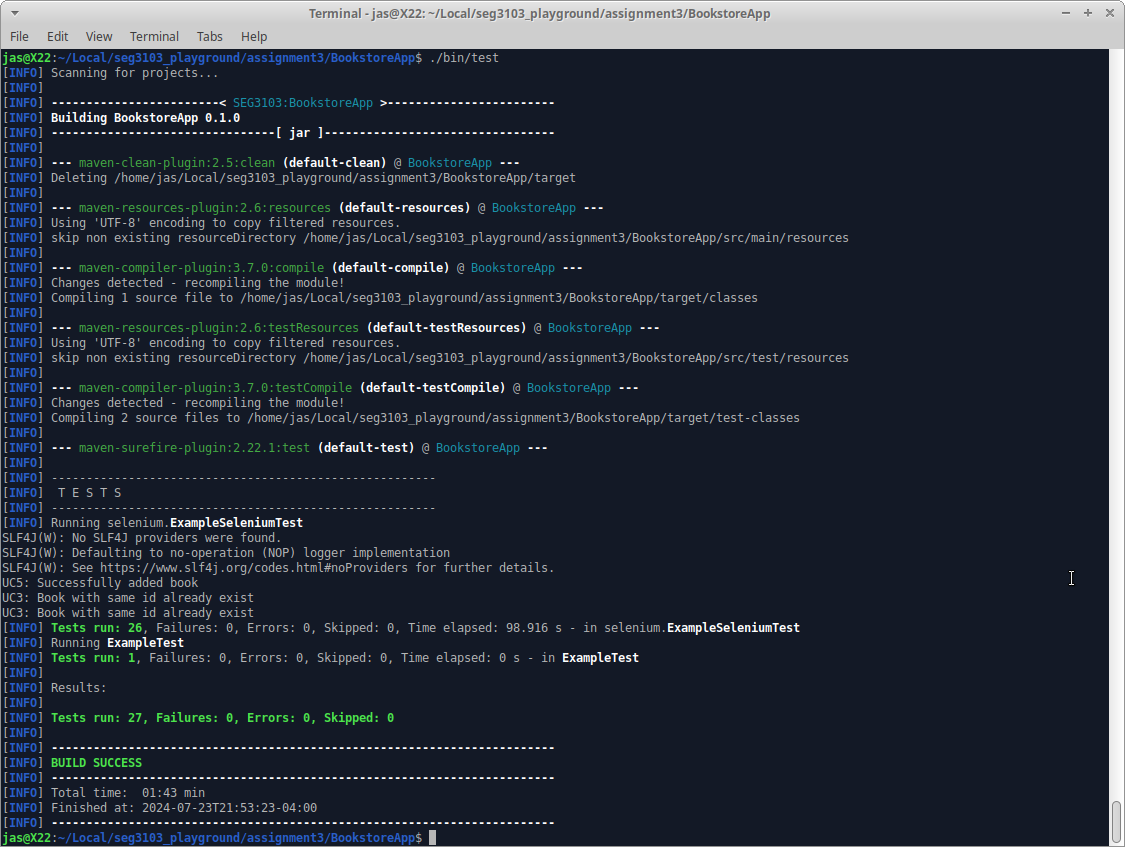 Terminal - jas@X22: ~/Local/seg3103_playground/assignment3/BookstoreApp
File Edit View Terminal Tabs Help
jas@X22:~/Local/seg3103_playground/assignment3/BookstoreApp$ ./bin/test
[INFO] Scanning for projects...
[INFO]
[INFO] ------------------------< SEG3103:BookstoreApp >------------------------
[INFO] Building BookstoreApp 0.1.0
[INFO] --------------------------------[ jar ]---------------------------------
[INFO]
[INFO] --- maven-clean-plugin:2.5:clean (default-clean) @ BookstoreApp ---
[INFO] Deleting /home/jas/Local/seg3103_playground/assignment3/BookstoreApp/target
[INFO]
[INFO] --- maven-resources-plugin:2.6:resources (default-resources) @ BookstoreApp ---
[INFO] Using 'UTF-8' encoding to copy filtered resources.
[INFO] skip non existing resourceDirectory /home/jas/Local/seg3103_playground/assignment3/BookstoreApp/src/main/resources
[INFO]
[INFO] --- maven-compiler-plugin:3.7.0:compile (default-compile) @ BookstoreApp ---
[INFO] Changes detected - recompiling the module!
[INFO] Compiling 1 source file to /home/jas/Local/seg3103_playground/assignment3/BookstoreApp/target/classes
[INFO]
[INFO] --- maven-resources-plugin:2.6:testResources (default-testResources) @ BookstoreApp ---
[INFO] Using 'UTF-8' encoding to copy filtered resources.
[INFO] skip non existing resourceDirectory /home/jas/Local/seg3103_playground/assignment3/BookstoreApp/src/test/resources
[INFO]
[INFO] --- maven-compiler-plugin:3.7.0:testCompile (default-testCompile) @ BookstoreApp ---
[INFO] Changes detected - recompiling the module!
[INFO] Compiling 2 source files to /home/jas/Local/seg3103_playground/assignment3/BookstoreApp/target/test-classes
[INFO]
[INFO] --- maven-surefire-plugin:2.22.1:test (default-test) @ BookstoreApp ---
[INFO]
[INFO] -------------------------------------------------------
[INFO]  T E S T S
[INFO] -------------------------------------------------------
[INFO] Running selenium.ExampleSeleniumTest
SLF4J(W): No SLF4J providers were found.
SLF4J(W): Defaulting to no-operation (NOP) logger implementation
SLF4J(W): See https://www.slf4j.org/codes.html#noProviders for further details.
UC5: Successfully added book
UC3: Book with same id already exist
UC3: Book with same id already exist
[INFO] Tests run: 26, Failures: 0, Errors: 0, Skipped: 0, Time elapsed: 98.916 s - in selenium.ExampleSeleniumTest
[INFO] Running ExampleTest
[INFO] Tests run: 1, Failures: 0, Errors: 0, Skipped: 0, Time elapsed: 0 s - in ExampleTest
[INFO]
[INFO] Results:
[INFO]
[INFO] Tests run: 27, Failures: 0, Errors: 0, Skipped: 0
[INFO]
[INFO] ------------------------------------------------------------------------
[INFO] BUILD SUCCESS
[INFO] ------------------------------------------------------------------------
[INFO] Total time:  01:43 min
[INFO] Finished at: 2024-07-23T21:53:23-04:00
[INFO] ------------------------------------------------------------------------
jas@X22:~/Local/seg3103_playground/assignment3/BookstoreApp$